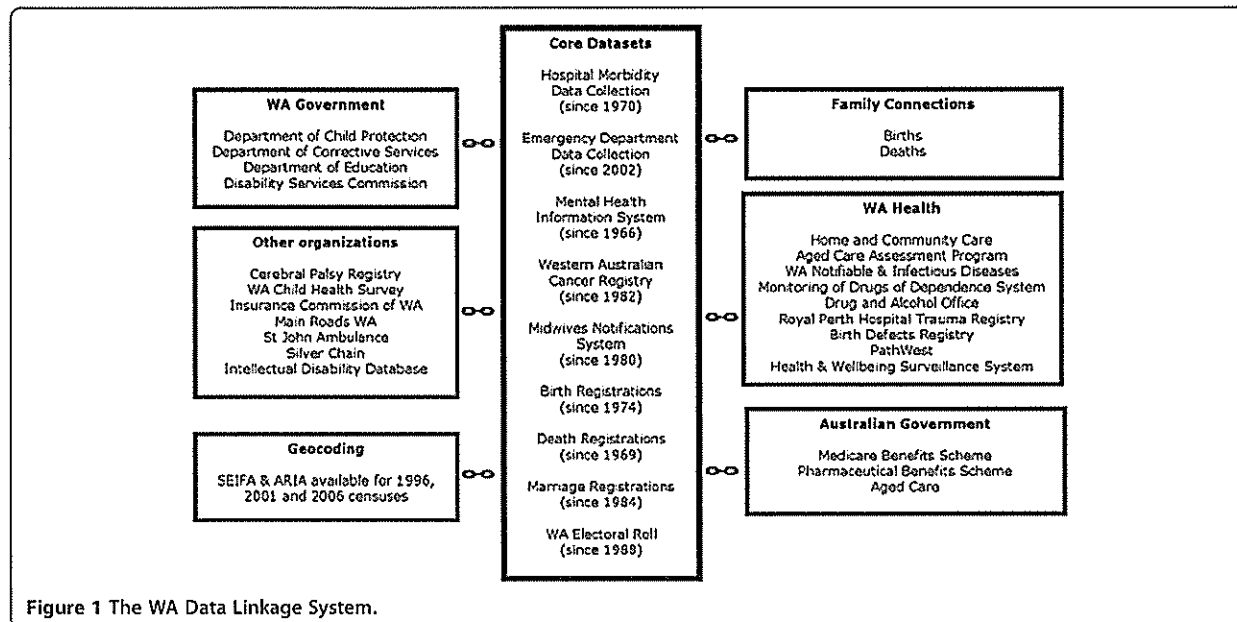 WA Government
Department of Child Protection
Department of Corrective Services
Department of Education
Disability Services Commission
Other organizations
Cerebral Palsy Registry
WA Child Health Survey
Insurance Commission of WA
Main Roads WA
St John Ambulance
Silver Chain
Intellectual Disability Database
Geocoding
SEIFA & ARIA available for 1996,
2001 and 2006 censuses
Core Datasets
Hospital Morbidity
Data Collection
(since 1970)
Emergency Department
Data Collection
(since 2002)
Mental Health
Information System
(since 1966)
Western Australian
Cancer Registry
(since 1982)
Midwives Notifications
System
(since 1980)
Birth Registrations
(since 1974)
Death Registrations
(since 1969)
Marriage Registrations
(since 1984)
WA Electoral Roll
(since 1988)
Family Connections
Births
Deaths
WA Health
Home and Community Care
Aged Care Assessment Program
WA Notifiable & Infectious Diseases
Monitoring of Drugs of Dependence System
Drug and Alcohol Office
Royal Perth Hospital Trauma Registry
Birth Defects Registry
PathWest
Health & Wellbeing Surveillance System
Australian Government
Medicare Benefits Scheme
Pharmaceutical Benefits Scheme
Aged Care
Figure 1 The WA Data Linkage System.